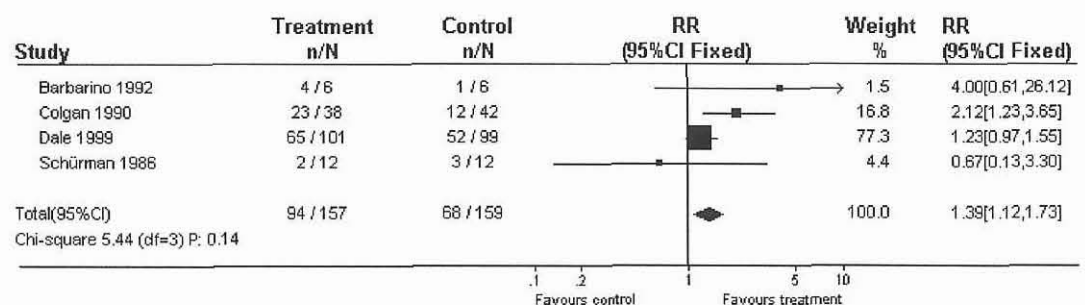 Treatment Control RR Weight RR
Study n/N n/N (95%CI Fixed) % (95%CI Fixed)
Barbarino 1992 4 / 6 1 / 6 1.5 4.00[0.61,26.12]
Colgan 1990 23 / 38 12 / 42 16.8 2.12[1.23,3.65]
Dale 1999 65 / 101 52 / 99 77.3 1.23[0.97,1.55]
Schürman 1986 2 / 12 3 / 12 4.4 0.67[0.13,3.30]
Total(95%CI) 94 / 157 68 / 159 100.0 1.39[1.12,1.73]
Chi-square 5.44 (df=3) P: 0.14
.1 .2 1 5 10
Favours control Favours treatment